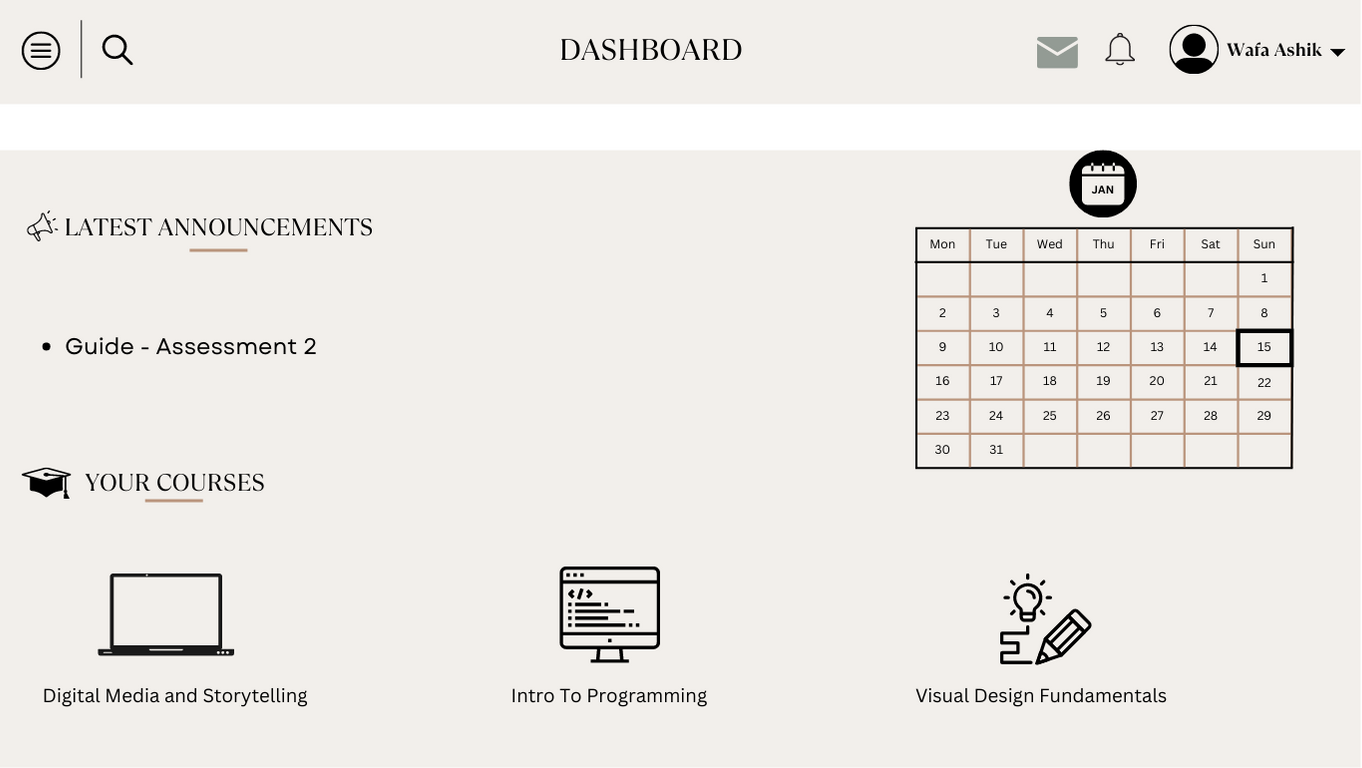 DASHBOARD
Wafa Ashik
JAN
LATEST ANNOUNCEMENTS
Mon Tue Wed Thu Fri Sat Sun
1
2 3 4 5 6 7 8
9 10 11 12 13 14 15
16 17 18 19 20 21 22
23 24 25 26 27 28 29
30 31
• Guide - Assessment 2
YOUR COURSES
</>
Digital Media and Storytelling
Intro To Programming
Visual Design Fundamentals